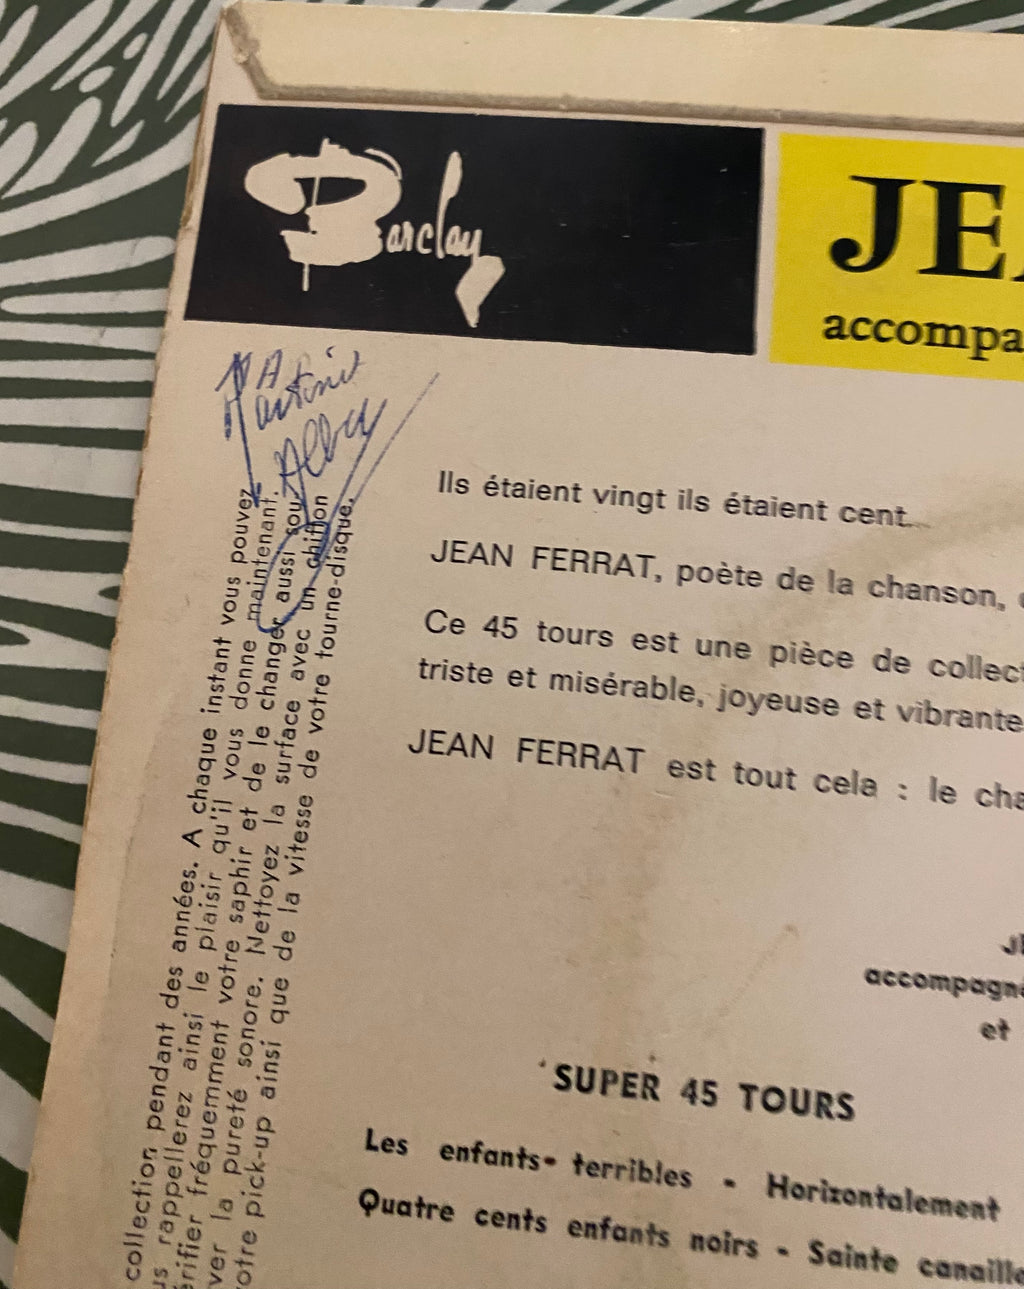 Barclay
JE
accompa
Ils étaient vingt ils étaient cent...
JEAN FERRAT, poète de la chanson,
Ce 45 tours est une pièce de collect
triste et misérable, joyeuse et vibrante
JEAN FERRAT est tout cela : le cha
accompagné
et
SUPER 45 TOURS
Les enfants terribles - Horizontalement
Quatre cents enfants noirs - Sainte canaille
collection pendant des années. A chaque instant vous pouvez
us rappellerez ainsi le plaisir qu'il vous donne maintenant.
érifier fréquemment votre saphir et de le changer aussi sou
ver la pureté sonore. Nettoyez la surface avec un chiffon
otre pick-up ainsi que de la vitesse de votre tourne-disque.